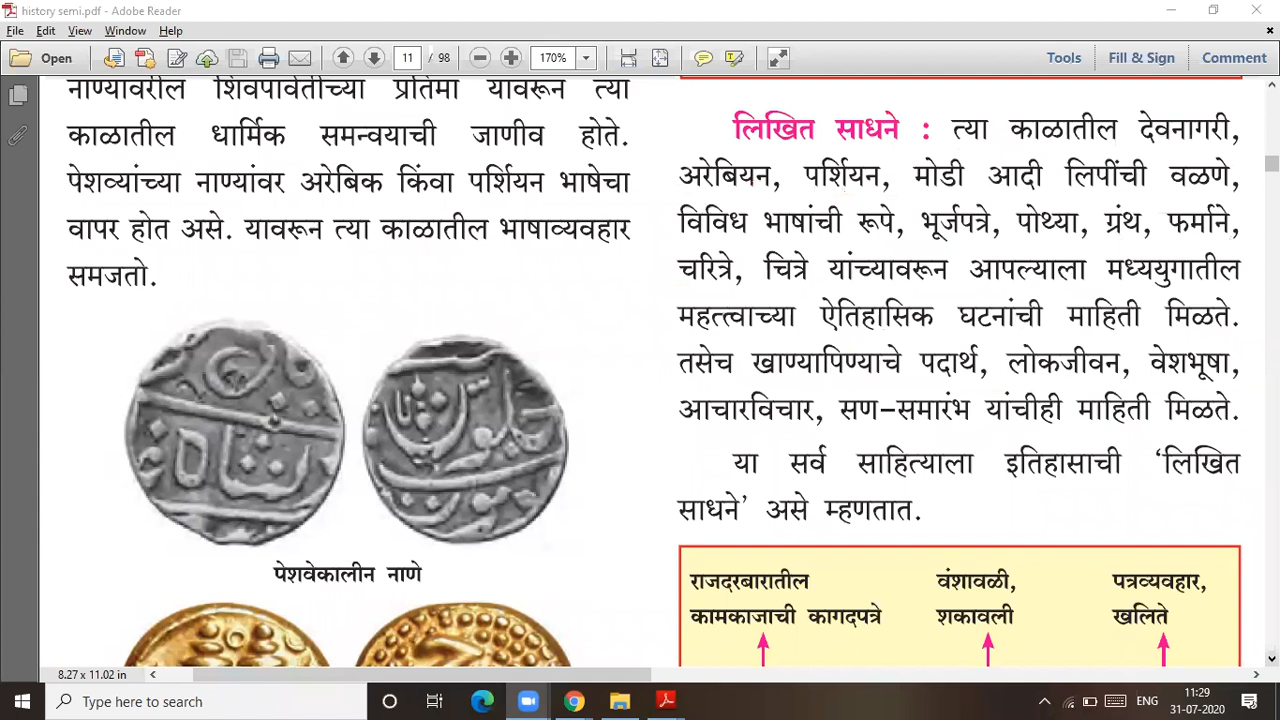 history semi.pdf - Adobe Reader
File Edit View Window Help
Open 11 / 98 170% Tools Fill & Sign Comment
नाण्यावरील शिवपार्वतीच्या प्रतिमा यावरून त्या
काळातील धार्मिक समन्वयाची जाणीव होते.
पेशव्यांच्या नाण्यांवर अरेबिक किंवा पर्शियन भाषेचा
वापर होत असे. यावरून त्या काळातील भाषाव्यवहार
समजतो.
पेशवेकालीन नाणे
लिखित साधने : त्या काळातील देवनागरी,
अरेबियन, पर्शियन, मोडी आदी लिपींची वळणे,
विविध भाषांची रूपे, भूर्जपत्रे, पोथ्या, ग्रंथ, फर्माने,
चरित्रे, चित्रे यांच्यावरून आपल्याला मध्ययुगातील
महत्त्वाच्या ऐतिहासिक घटनांची माहिती मिळते.
तसेच खाण्यापिण्याचे पदार्थ, लोकजीवन, वेशभूषा,
आचारविचार, सण-समारंभ यांचीही माहिती मिळते.
या सर्व साहित्याला इतिहासाची ‘लिखित
साधने’ असे म्हणतात.
राजदरबारातील
कामकाजाची कागदपत्रे
वंशावळी,
शकावली
पत्रव्यवहार,
खलिते
8.27 x 11.02 in
Type here to search
ENG
11:29
31-07-2020